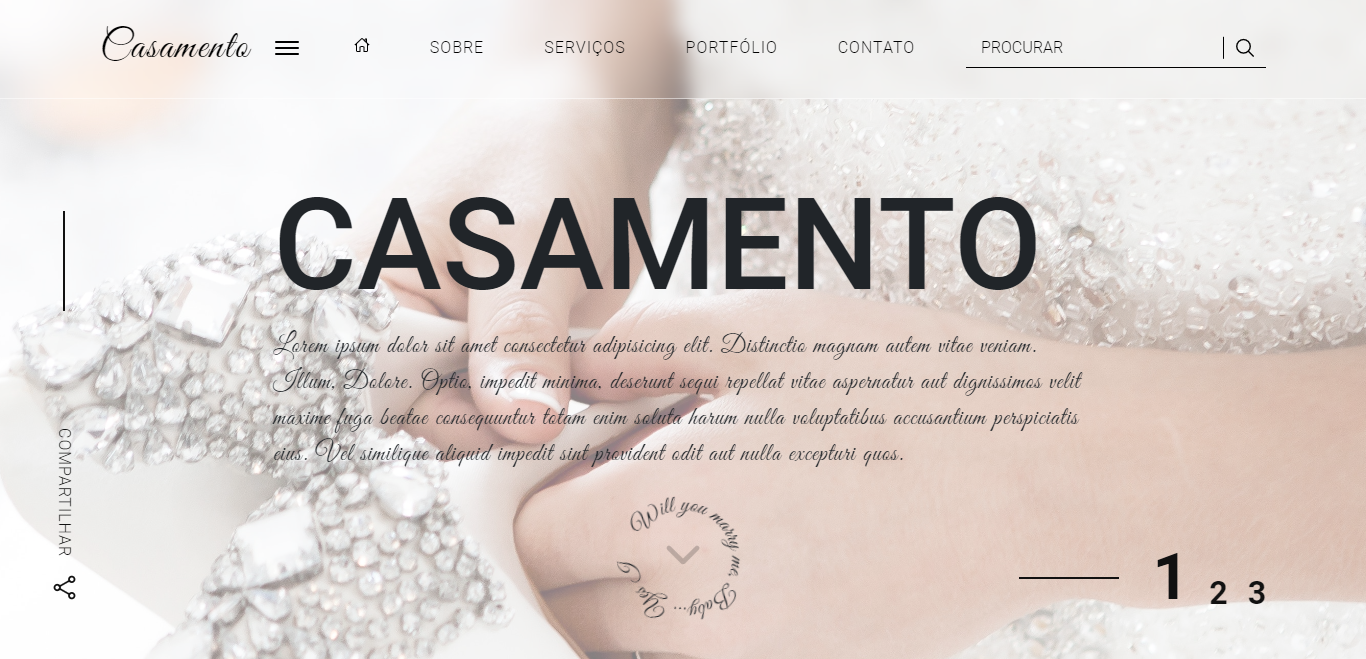 Casamento
SOBRE
SERVIÇOS
PORTFÓLIO
CONTATO
PROCURAR
CASAMENTO
Lorem ipsum dolor sit amet consectetur adipisicing elit. Distinctio magnam autem vitae veniam.
Illum, Dolore. Optio, impedit minima, deserunt sequi repellat vitae aspernatur aut dignissimos velit
maxime fuga beatae consequuntur totam enim soluta harum nulla voluptatibus accusantium perspiciatis
eius. Vel similique aliquid impedit sint provident odit aut nulla excepturi quos.
COMPARTILHAR
Will you marry me, Baby... Yes ?
1 2 3